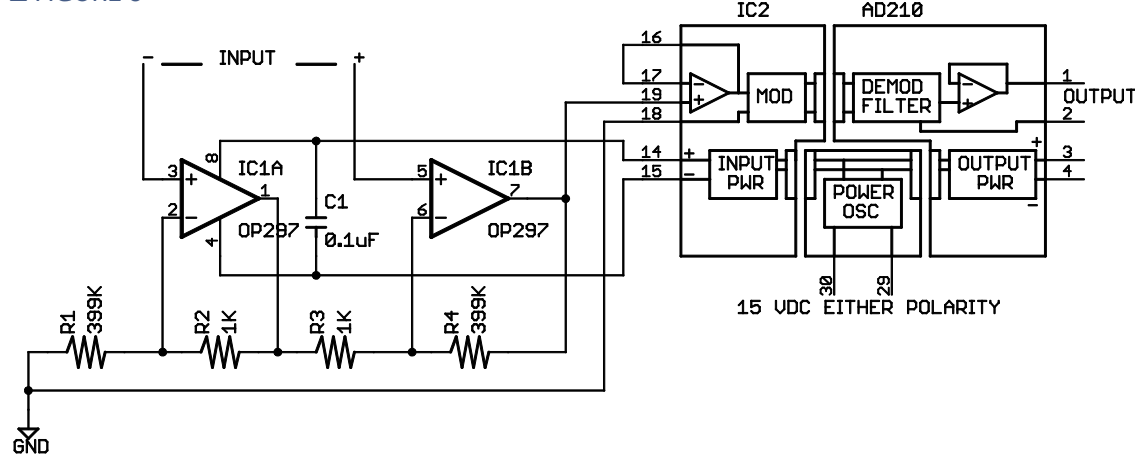 IC2 AD210
- INPUT +
16
17
19
18
- +
MOD
DEMOD
FILTER
- +
1
OUTPUT
2
14
15
+
-
INPUT
PWR
POWER
OSC
OUTPUT
PWR
+
-
3
4
30
29
15 VDC EITHER POLARITY
3
2
+
-
8
4
IC1A
1
OP297
C1
0.1uF
5
6
+
-
IC1B
7
OP297
R1
399K
R2
1K
R3
1K
R4
399K
GND